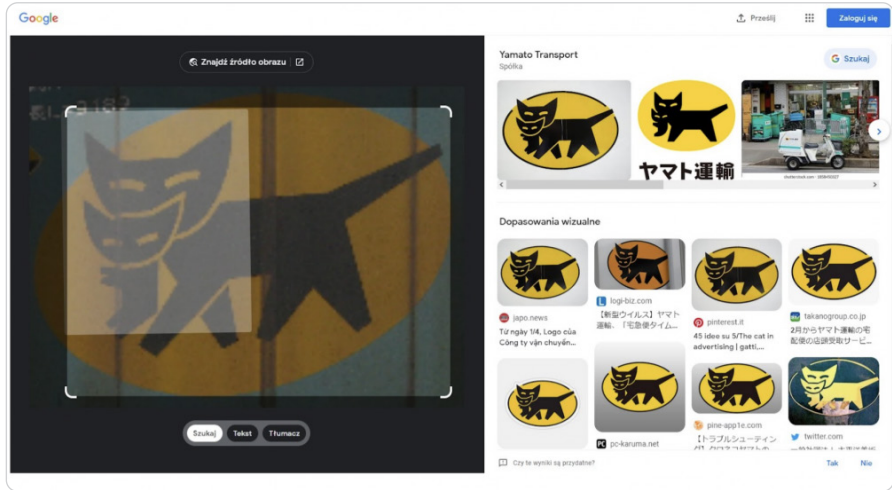 Google
Prześlij
Zaloguj się
Znajdź źródło obrazu
Yamato Transport
Spółka
Szukaj
ヤマト運輸
Dopasowania wizualne
japo.news
Từ ngày 1/4, Logo của
Công ty vận chuyển...
logi-biz.com
【新型ウイルス】ヤマト
運輸、「宅急便タイム...
pinterest.it
45 idee su 5/The cat in
advertising | gatti,...
takanogroup.co.jp
2月からヤマト運輸の宅
配便の店頭受取サービ...
pc-karuma.net
pine-app1e.com
【トラブルシューティン
twitter.com
Szukaj
Tekst
Tłumacz
Czy te wyniki są przydatne?
Tak
Nie